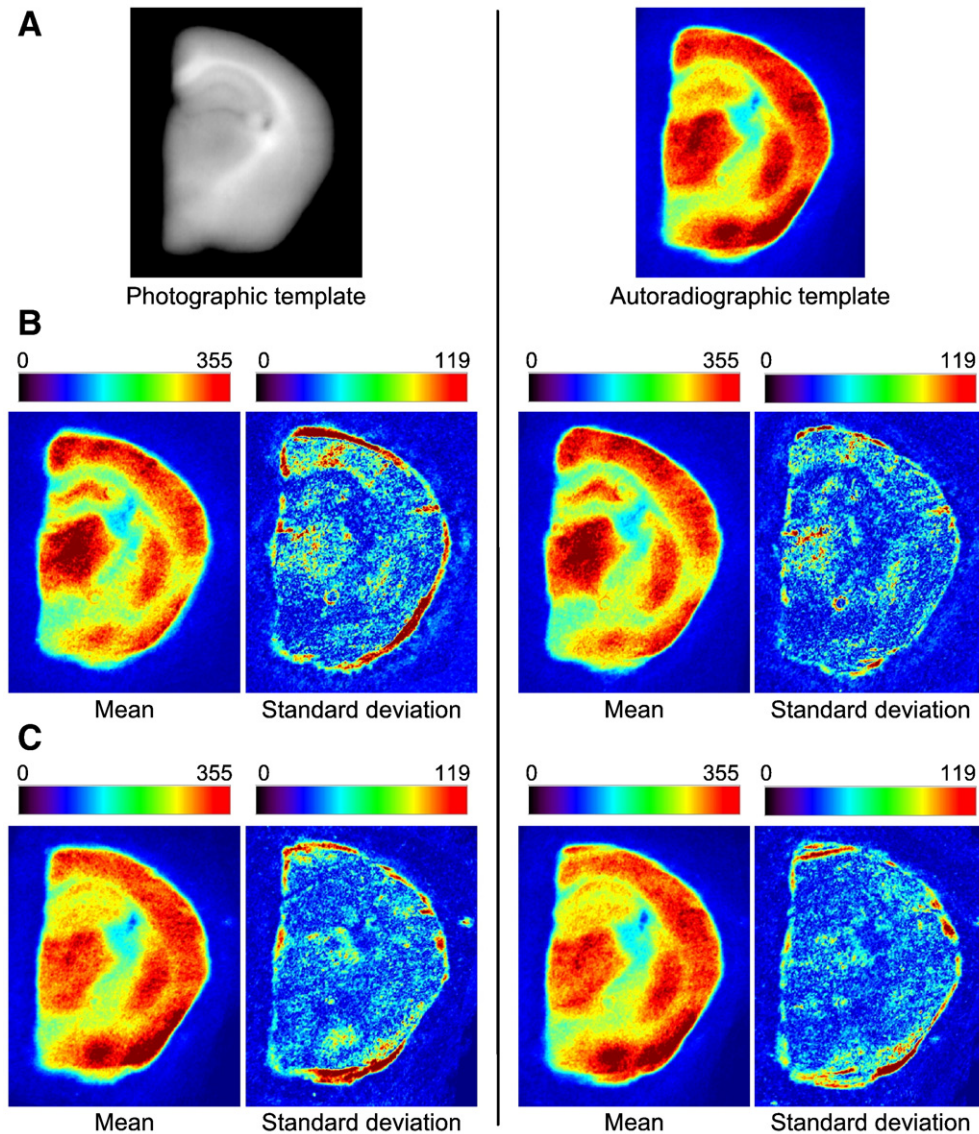 A
Photographic template
Autoradiographic template
B
0 355 0 119 0 355 0 119
Mean Standard deviation Mean Standard deviation
C
0 355 0 119 0 355 0 119
Mean Standard deviation Mean Standard deviation